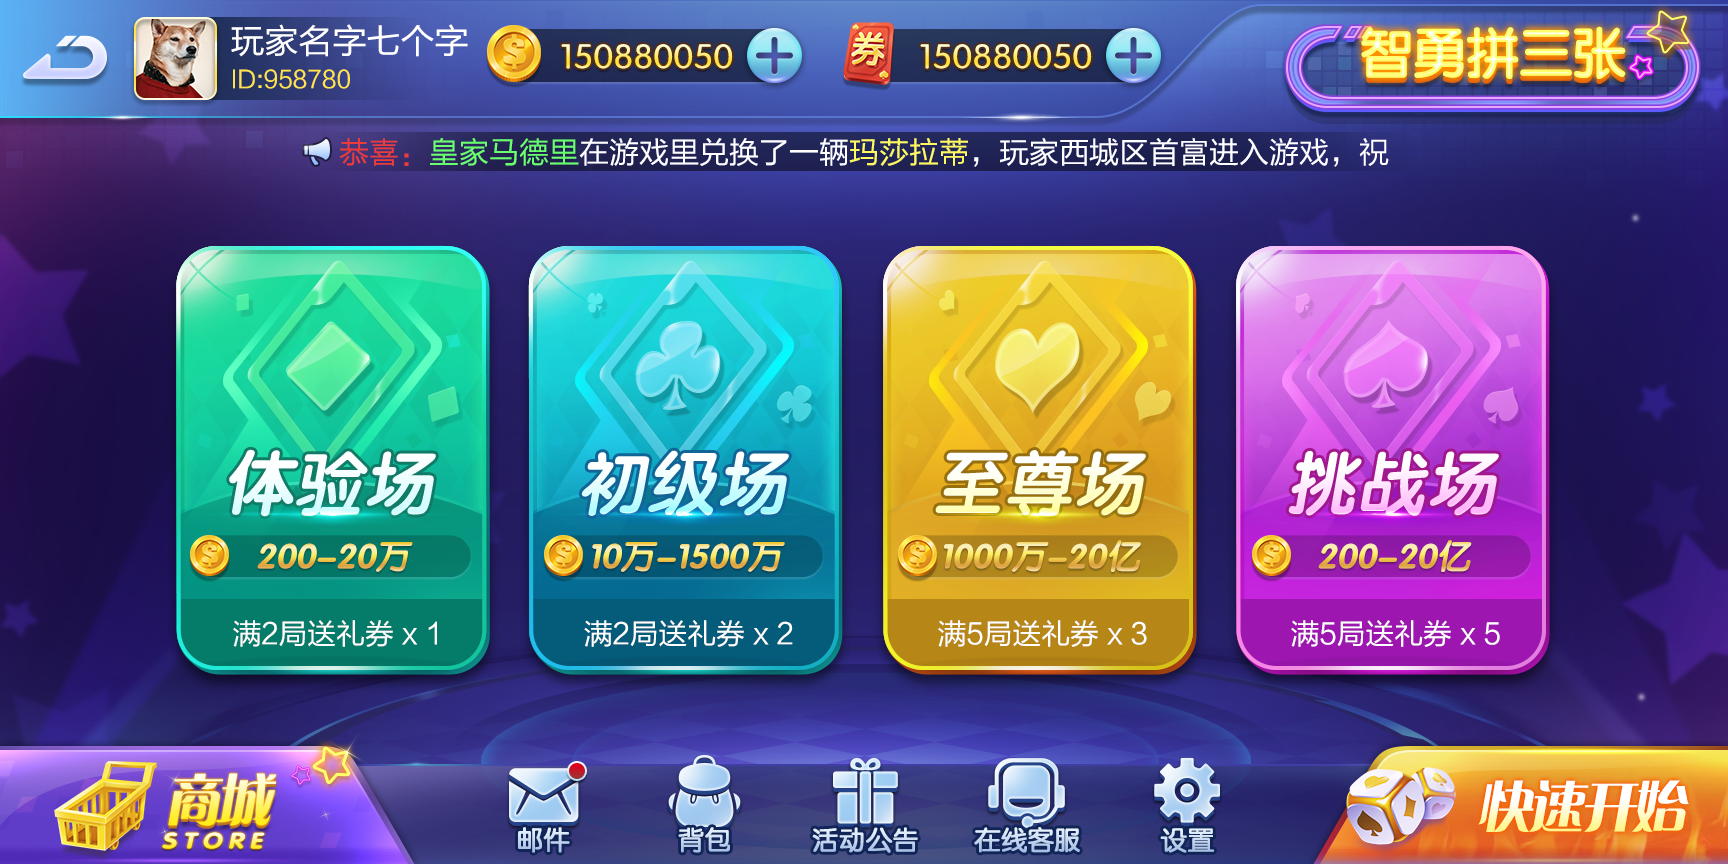 玩家名字七个字
ID:958780
150880050
券
150880050
智勇拼三张
恭喜：皇家马德里在游戏里兑换了一辆玛莎拉蒂，玩家西城区首富进入游戏，祝
体验场
200-20万
满2局送礼券 x 1
初级场
10万-1500万
满2局送礼券 x 2
至尊场
1000万-20亿
满5局送礼券 x 3
挑战场
200-20亿
满5局送礼券 x 5
商城
STORE
邮件
背包
活动公告
在线客服
设置
快速开始